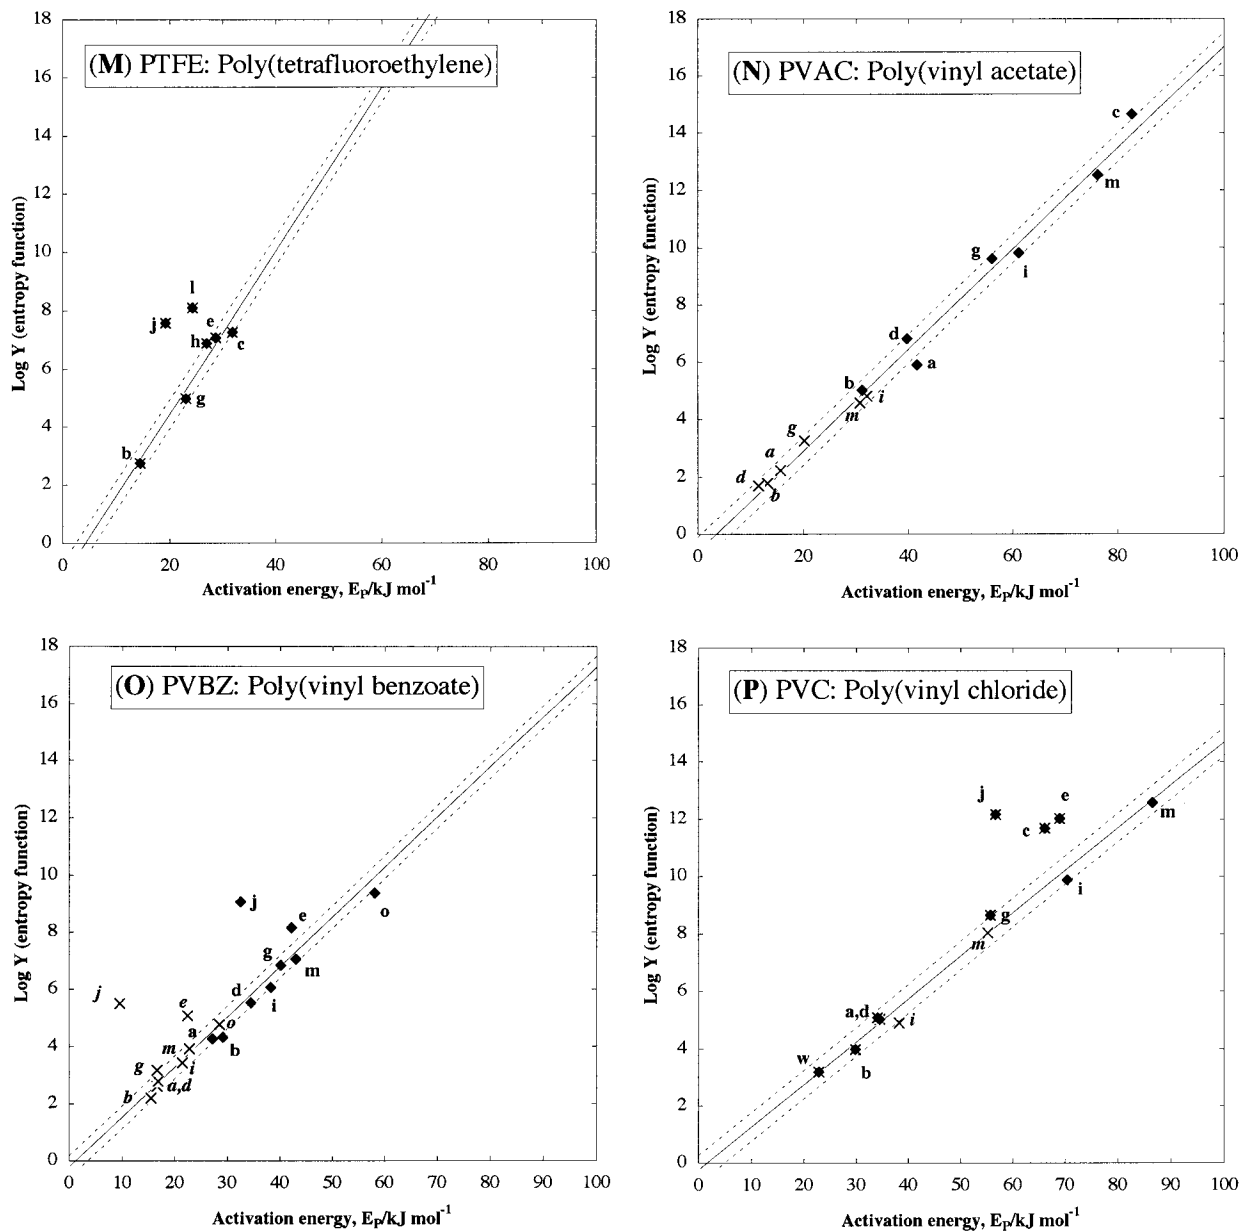 (M) PTFE: Poly(tetrafluoroethylene)
Log Y (entropy function)
18
16
14
12
10
8
6
4
2
0
l
j
e
h
c
g
b
0 20 40 60 80 100
Activation energy, E_P/kJ mol^-1
(N) PVAC: Poly(vinyl acetate)
Log Y (entropy function)
18
16
14
12
10
8
6
4
2
0
c
m
g
i
d
a
b
i
m
g
a
d
b
0 20 40 60 80 100
Activation energy, E_P/kJ mol^-1
(O) PVBZ: Poly(vinyl benzoate)
Log Y (entropy function)
18
16
14
12
10
8
6
4
2
0
j
e
o
g
m
d
i
j
e
o
a
m
b
i
g
a,d
b
0 10 20 30 40 50 60 70 80 90 100
Activation energy, E_P/kJ mol^-1
(P) PVC: Poly(vinyl chloride)
Log Y (entropy function)
18
16
14
12
10
8
6
4
2
0
j
e
c
m
i
g
m
a,d
i
w
b
0 10 20 30 40 50 60 70 80 90 100
Activation energy, E_P/kJ mol^-1